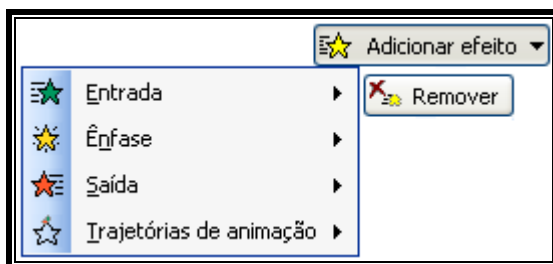 Adicionar efeito
Entrada
Remover
Ênfase
Saída
Trajetórias de animação